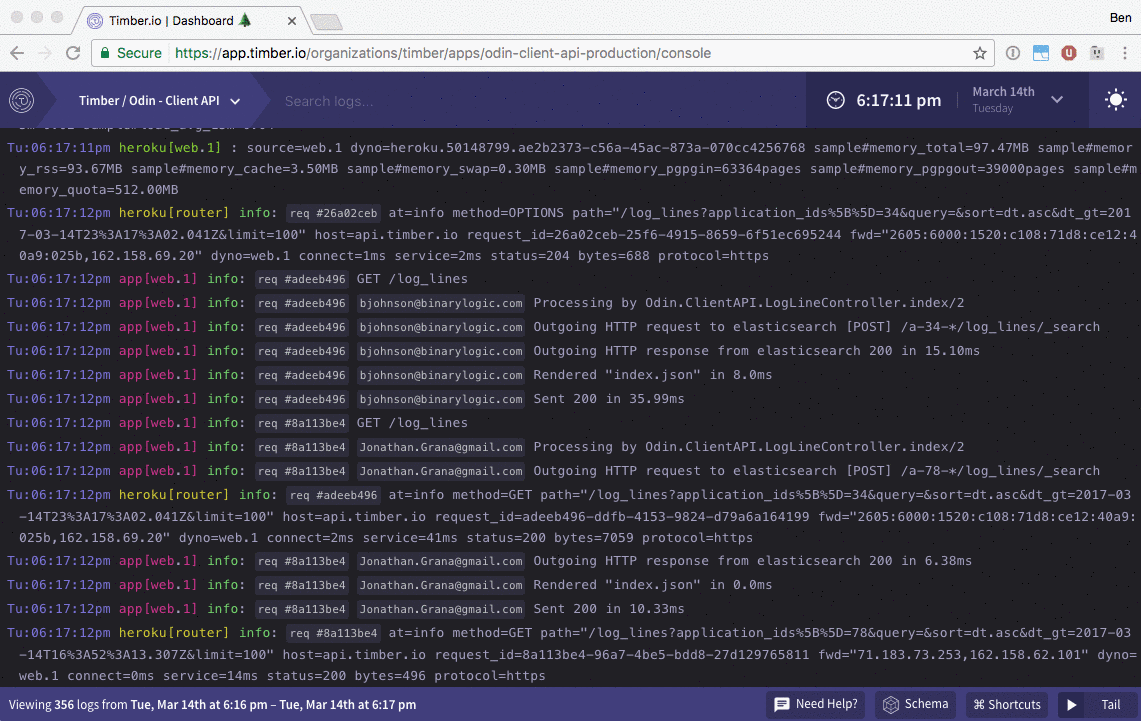 Timber.io | Dashboard
Ben
Secure https://app.timber.io/organizations/timber/apps/odin-client-api-production/console
Timber / Odin - Client API
Search logs...
6:17:11 pm
March 14th
Tuesday
Tu:06:17:11pm heroku[web.1] : source=web.1 dyno=heroku.50148799.ae2b2373-c56a-45ac-873a-070cc4256768 sample#memory_total=97.47MB sample#memor
y_rss=93.67MB sample#memory_cache=3.50MB sample#memory_swap=0.30MB sample#memory_pgpgin=63364pages sample#memory_pgpgout=39000pages sample#m
emory_quota=512.00MB
Tu:06:17:12pm heroku[router] info: req #26a02ceb at=info method=OPTIONS path="/log_lines?application_ids%5B%5D=34&query=&sort=dt.asc&dt_gt=201
7-03-14T23%3A17%3A02.041Z&limit=100" host=api.timber.io request_id=26a02ceb-25f6-4915-8659-6f51ec695244 fwd="2605:6000:1520:c108:71d8:ce12:4
0a9:025b,162.158.69.20" dyno=web.1 connect=1ms service=2ms status=204 bytes=688 protocol=https
Tu:06:17:12pm app[web.1] info: req #adeeb496 GET /log_lines
Tu:06:17:12pm app[web.1] info: req #adeeb496 bjohnson@binarylogic.com Processing by Odin.ClientAPI.LogLineController.index/2
Tu:06:17:12pm app[web.1] info: req #adeeb496 bjohnson@binarylogic.com Outgoing HTTP request to elasticsearch [POST] /a-34-*/log_lines/_search
Tu:06:17:12pm app[web.1] info: req #adeeb496 bjohnson@binarylogic.com Outgoing HTTP response from elasticsearch 200 in 15.10ms
Tu:06:17:12pm app[web.1] info: req #adeeb496 bjohnson@binarylogic.com Rendered "index.json" in 8.0ms
Tu:06:17:12pm app[web.1] info: req #adeeb496 bjohnson@binarylogic.com Sent 200 in 35.99ms
Tu:06:17:12pm app[web.1] info: req #8a113be4 GET /log_lines
Tu:06:17:12pm app[web.1] info: req #8a113be4 Jonathan.Grana@gmail.com Processing by Odin.ClientAPI.LogLineController.index/2
Tu:06:17:12pm app[web.1] info: req #8a113be4 Jonathan.Grana@gmail.com Outgoing HTTP request to elasticsearch [POST] /a-78-*/log_lines/_search
Tu:06:17:12pm heroku[router] info: req #adeeb496 at=info method=GET path="/log_lines?application_ids%5B%5D=34&query=&sort=dt.asc&dt_gt=2017-03
-14T23%3A17%3A02.041Z&limit=100" host=api.timber.io request_id=adeeb496-ddfb-4153-9824-d79a6a164199 fwd="2605:6000:1520:c108:71d8:ce12:40a9:
025b,162.158.69.20" dyno=web.1 connect=2ms service=41ms status=200 bytes=7059 protocol=https
Tu:06:17:12pm app[web.1] info: req #8a113be4 Jonathan.Grana@gmail.com Outgoing HTTP response from elasticsearch 200 in 6.38ms
Tu:06:17:12pm app[web.1] info: req #8a113be4 Jonathan.Grana@gmail.com Rendered "index.json" in 0.0ms
Tu:06:17:12pm app[web.1] info: req #8a113be4 Jonathan.Grana@gmail.com Sent 200 in 10.33ms
Tu:06:17:12pm heroku[router] info: req #8a113be4 at=info method=GET path="/log_lines?application_ids%5B%5D=78&query=&sort=dt.asc&dt_gt=2017-03
-14T16%3A52%3A13.307Z&limit=100" host=api.timber.io request_id=8a113be4-96a7-4be5-bdd8-27d129765811 fwd="71.183.73.253,162.158.62.101" dyno=
web.1 connect=0ms service=14ms status=200 bytes=496 protocol=https
Viewing 356 logs from Tue, Mar 14th at 6:16 pm – Tue, Mar 14th at 6:17 pm
Need Help?
Schema
⌘ Shortcuts
Tail